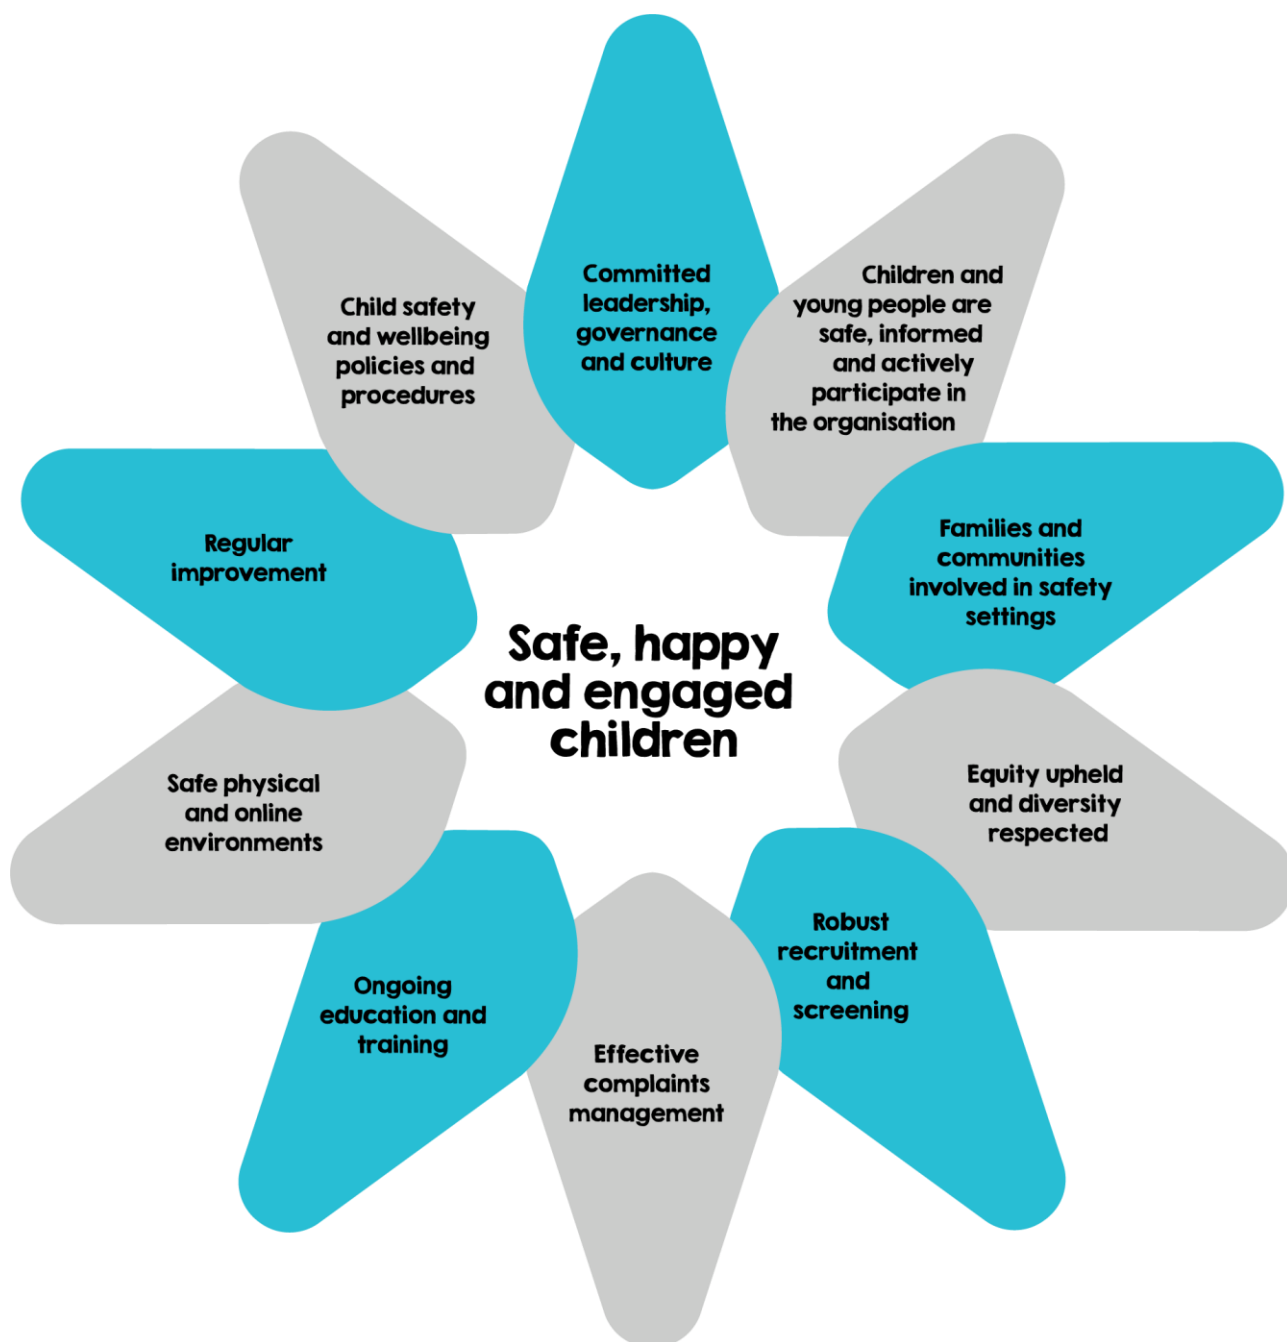 Committed
leadership,
governance
and culture
Children and
young people are
safe, informed
and actively
participate in
the organisation
Families and
communities
involved in safety
settings
Equity upheld
and diversity
respected
Robust
recruitment
and
screening
Effective
complaints
management
Ongoing
education and
training
Safe physical
and online
environments
Regular
improvement
Child safety
and wellbeing
policies and
procedures
Safe, happy
and engaged
children